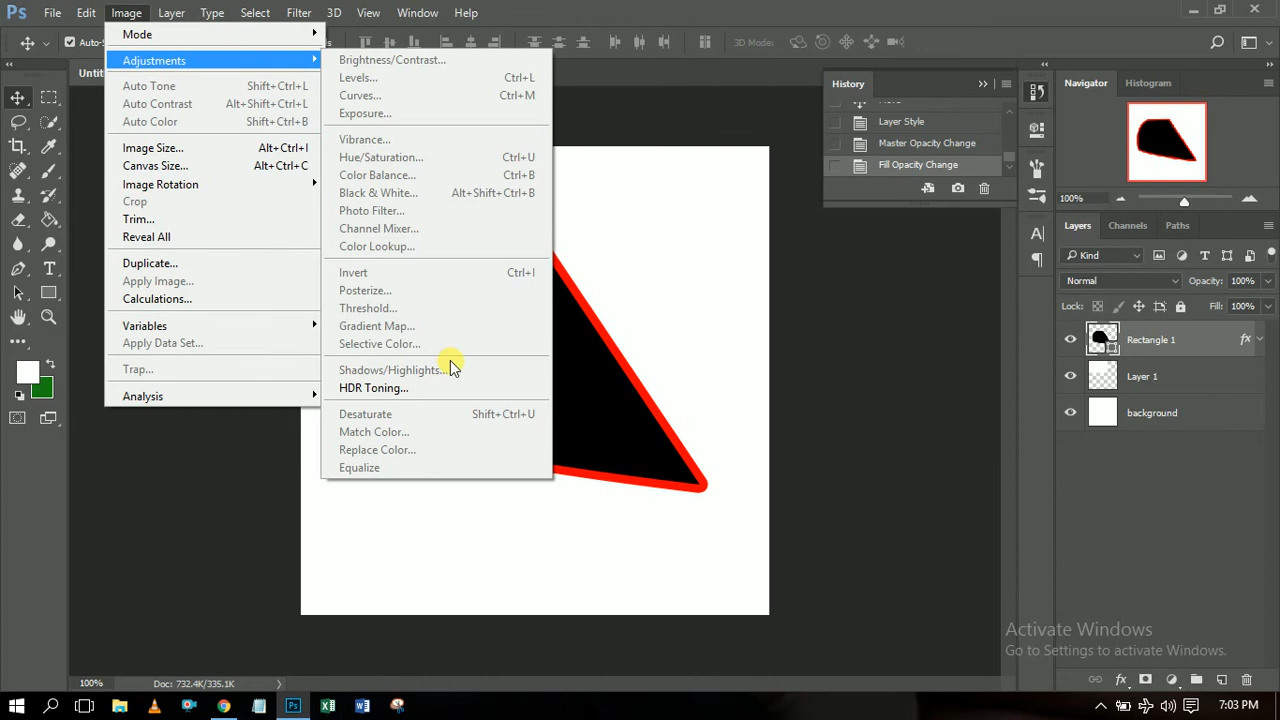 Ps File Edit Image Layer Type Select Filter 3D View Window Help
3D Mode:
Mode
Adjustments
Auto Tone Shift+Ctrl+L
Auto Contrast Alt+Shift+Ctrl+L
Auto Color Shift+Ctrl+B
Image Size... Alt+Ctrl+I
Canvas Size... Alt+Ctrl+C
Image Rotation
Crop
Trim...
Reveal All
Duplicate...
Apply Image...
Calculations...
Variables
Apply Data Set...
Trap...
Analysis
Brightness/Contrast...
Levels... Ctrl+L
Curves... Ctrl+M
Exposure...
Vibrance...
Hue/Saturation... Ctrl+U
Color Balance... Ctrl+B
Black & White... Alt+Shift+Ctrl+B
Photo Filter...
Channel Mixer...
Color Lookup...
Invert Ctrl+I
Posterize...
Threshold...
Gradient Map...
Selective Color...
Shadows/Highlights...
HDR Toning...
Desaturate Shift+Ctrl+U
Match Color...
Replace Color...
Equalize
History
Layer Style
Master Opacity Change
Fill Opacity Change
Navigator Histogram
100%
Layers Channels Paths
Kind
Normal Opacity: 100%
Lock: Fill: 100%
Rectangle 1 fx
Layer 1
background
Activate Windows
Go to Settings to activate Windows.
100% Doc: 732.4K/335.1K
7:03 PM